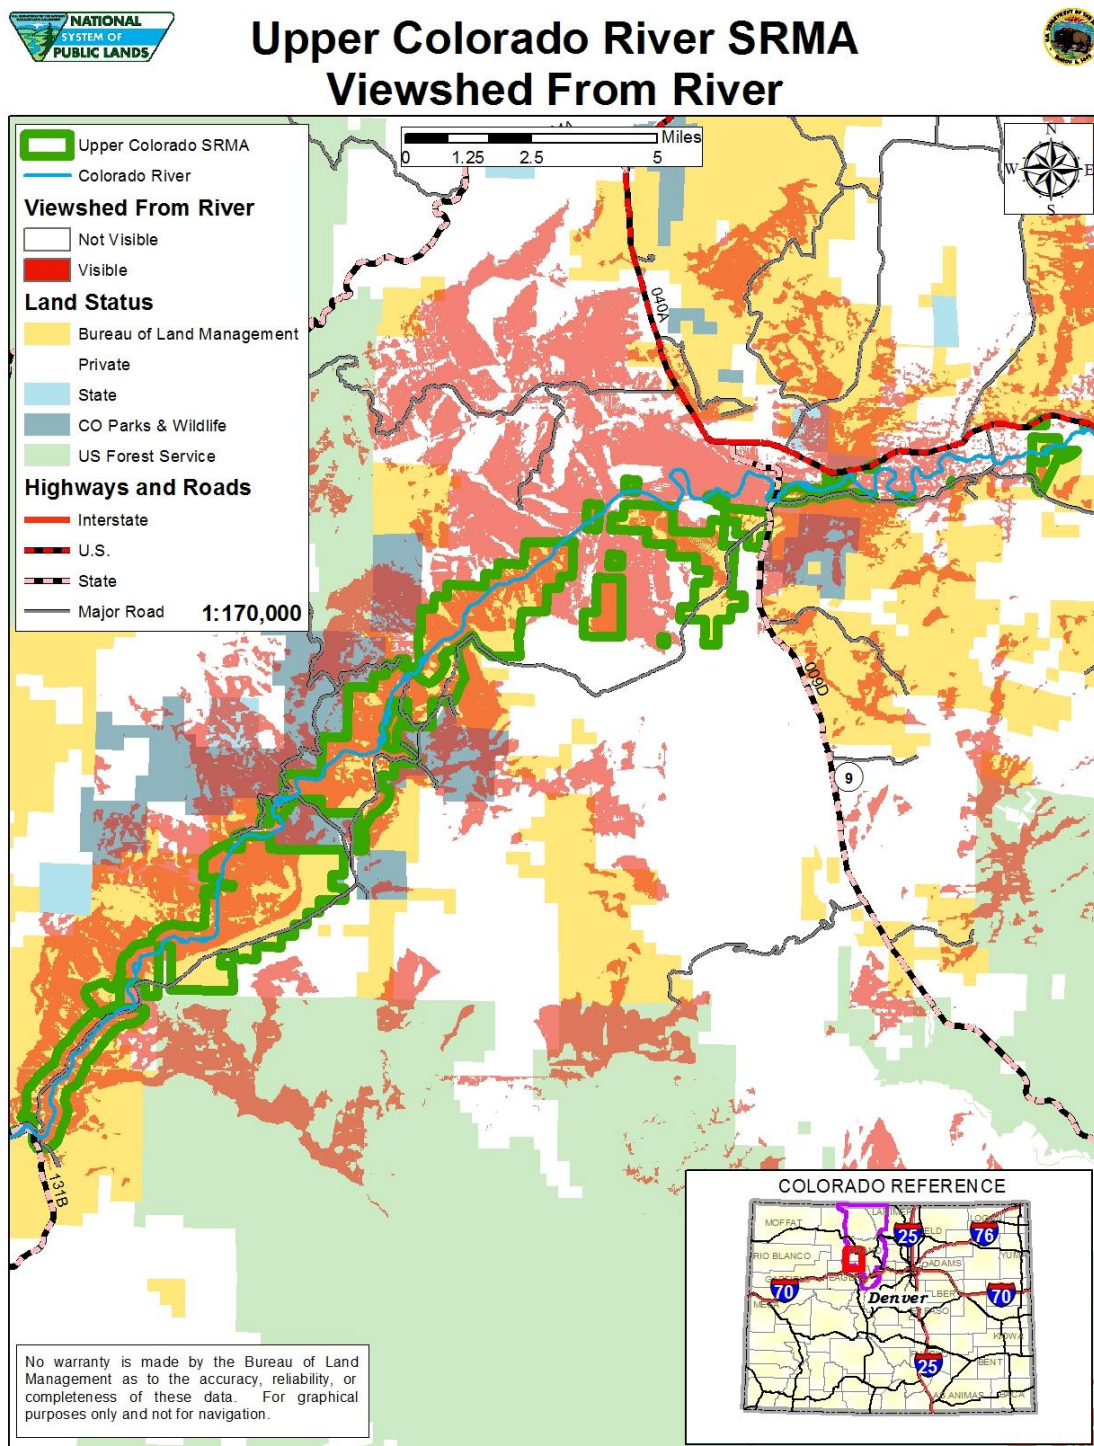 NATIONAL
SYSTEM OF
PUBLIC LANDS
Upper Colorado River SRMA
Viewshed From River
Upper Colorado SRMA
Colorado River
Viewshed From River
Not Visible
Visible
Land Status
Bureau of Land Management
Private
State
CO Parks & Wildlife
US Forest Service
Highways and Roads
Interstate
U.S.
State
Major Road
1:170,000
Miles
0 1.25 2.5 5
N
W E
S
040A
009D
9
131B
COLORADO REFERENCE
MOFFAT
RIO BLANCO
25
76
ADAMS
70
Denver
70
KIOWA
25
BENT
No warranty is made by the Bureau of Land
Management as to the accuracy, reliability, or
completeness of these data. For graphical
purposes only and not for navigation.